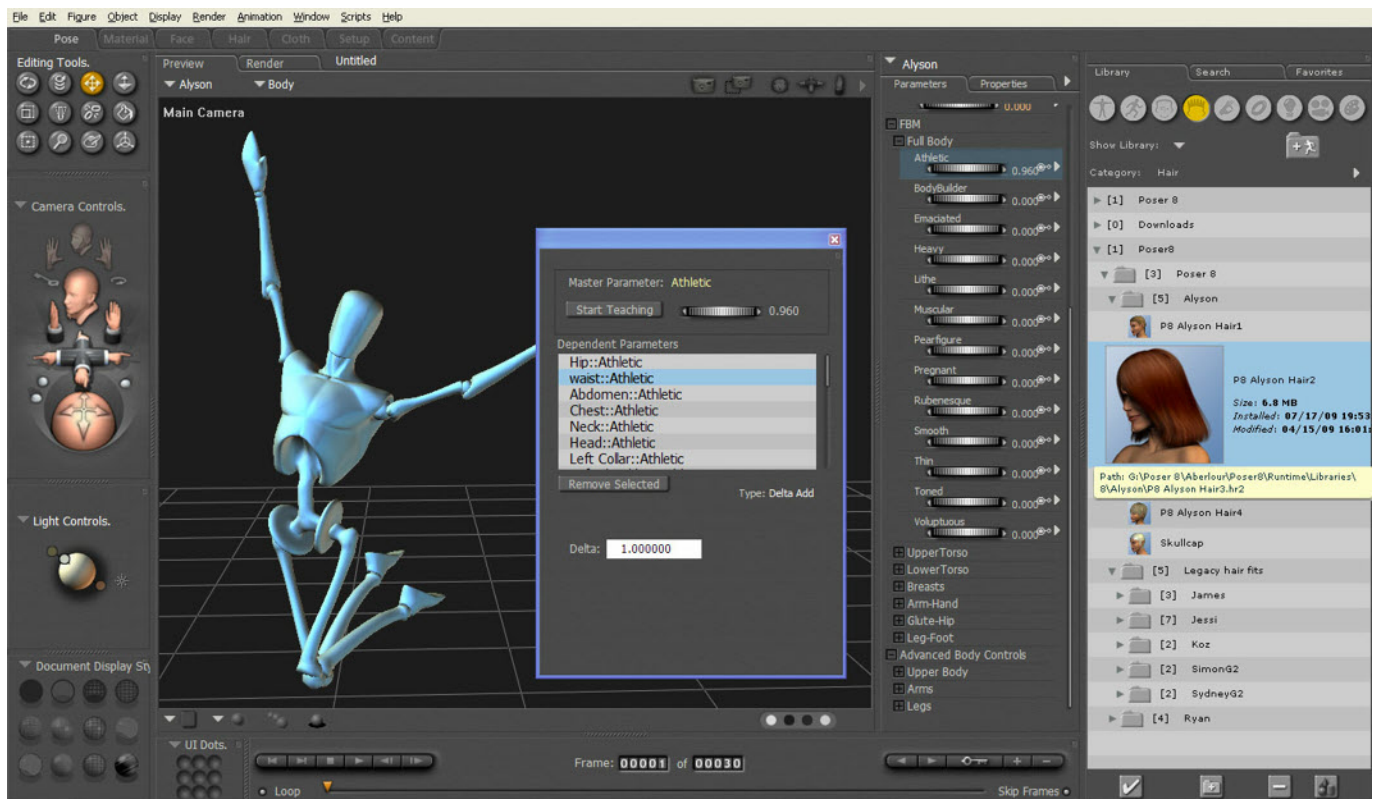 File Edit Figure Object Display Render Animation Window Scripts Help
Pose Material Face Hair Cloth Setup Content
Editing Tools.
Preview Render Untitled
Alyson Body
Main Camera
Camera Controls.
Light Controls.
Document Display Sty
UI Dots.
Loop
Frame: 00001 of 00030
Skip Frames
Master Parameter: Athletic
Start Teaching 0.960
Dependent Parameters
Hip::Athletic
waist::Athletic
Abdomen::Athletic
Chest::Athletic
Neck::Athletic
Head::Athletic
Left Collar::Athletic
Remove Selected
Type: Delta Add
Delta: 1.000000
Alyson
Parameters Properties
0.000
FBM
Full Body
Athletic
0.960
BodyBuilder
0.000
Emaciated
0.000
Heavy
0.000
Lithe
0.000
Muscular
0.000
Pearfigure
0.000
Pregnant
0.000
Rubenesque
0.000
Smooth
0.000
Thin
0.000
Toned
0.000
Voluptuous
0.000
UpperTorso
LowerTorso
Breasts
Arm-Hand
Glute-Hip
Leg-Foot
Advanced Body Controls
Upper Body
Arms
Legs
Library Search Favorites
Show Library:
Category: Hair
[1] Poser 8
[0] Downloads
[1] Poser8
[3] Poser 8
[5] Alyson
P8 Alyson Hair1
P8 Alyson Hair2
Size: 6.8 MB
Installed: 07/17/09 19:53
Modified: 04/15/09 16:01:
Path: G:\Poser 8\Aberlour\Poser8\Runtime\Libraries\
8\Alyson\P8 Alyson Hair3.hr2
P8 Alyson Hair4
Skullcap
[5] Legacy hair fits
[3] James
[7] Jessi
[2] Koz
[2] SimonG2
[2] SydneyG2
[4] Ryan